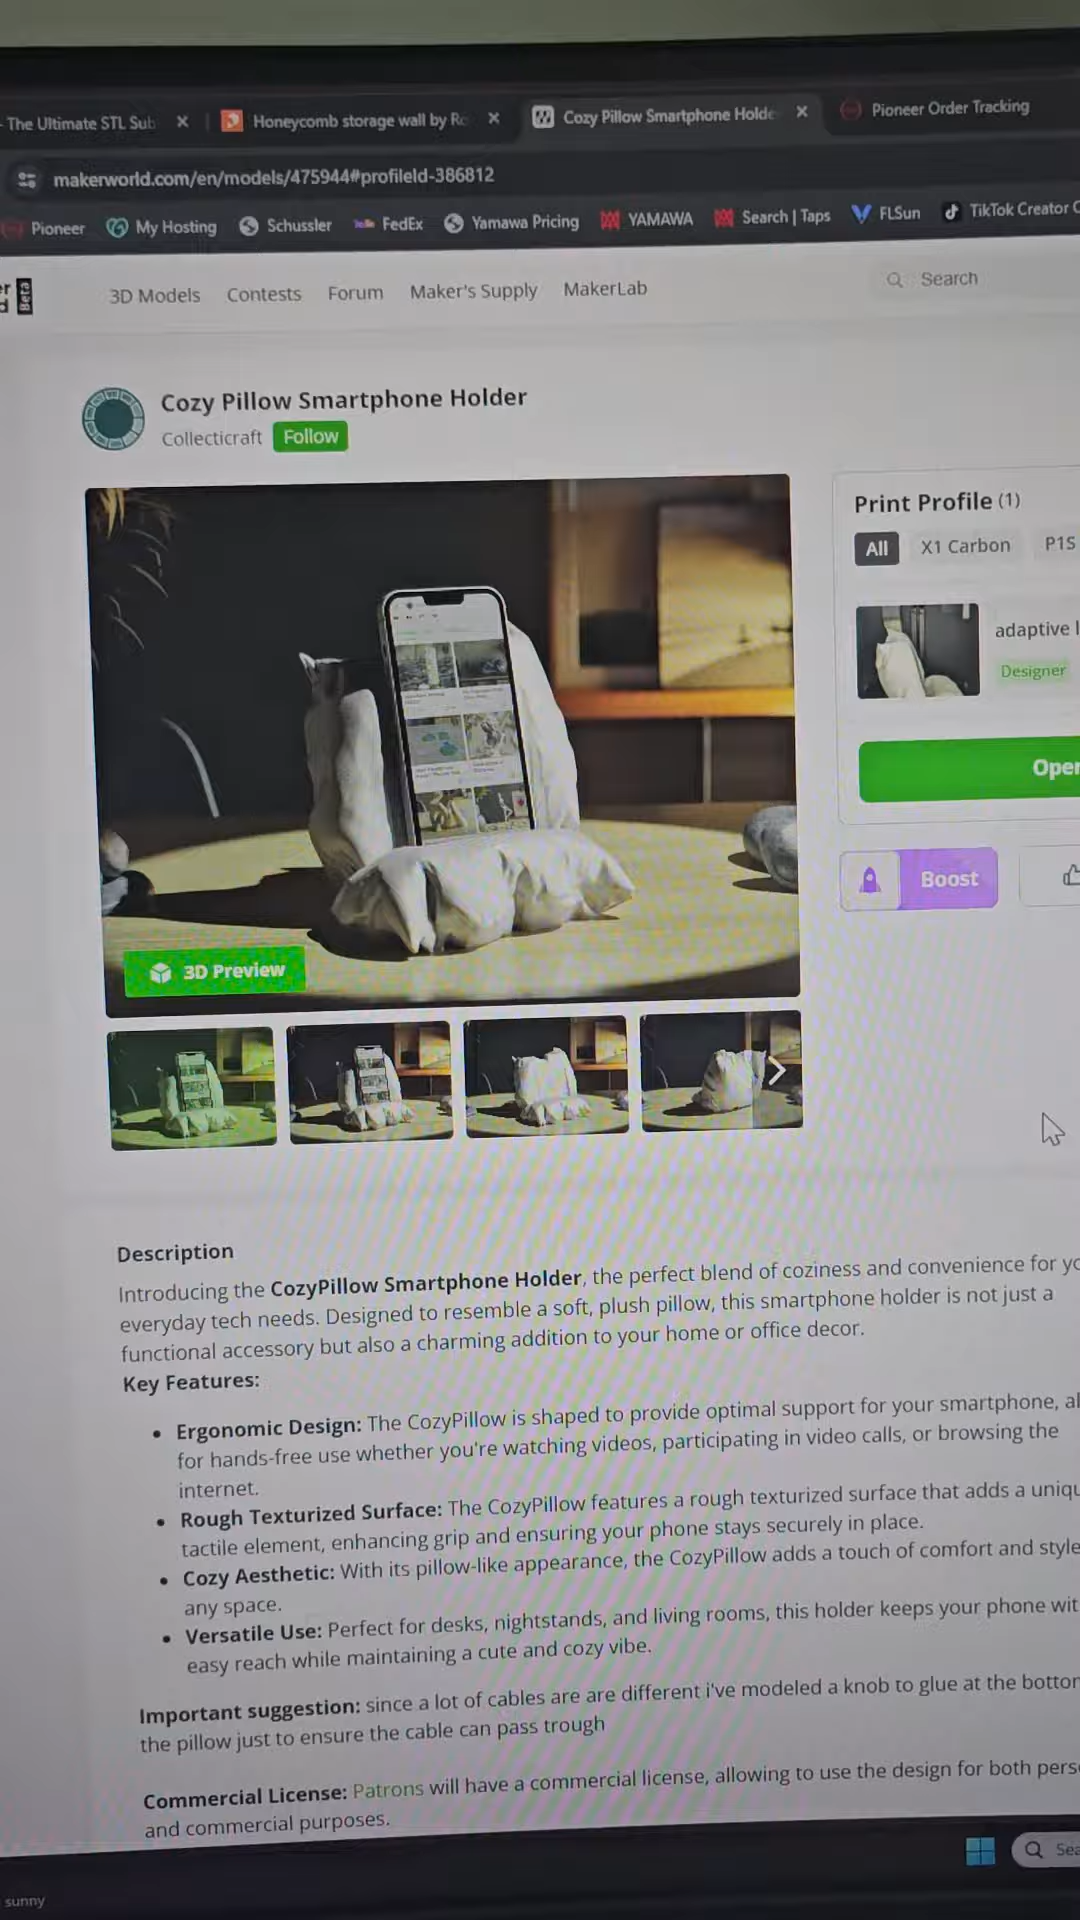 - The Ultimate STL Sub
Honeycomb storage wall by Ro
Cozy Pillow Smartphone Holde
Pioneer Order Tracking
makerworld.com/en/models/475944#profileId-386812
Pioneer
My Hosting
Schussler
FedEx
Yamawa Pricing
YAMAWA
Search | Taps
FLSun
TikTok Creator C
Beta
3D Models
Contests
Forum
Maker's Supply
MakerLab
Search
Cozy Pillow Smartphone Holder
Collecticraft
Follow
Print Profile (1)
All
X1 Carbon
P1S
adaptive l
Designer
Open
Boost
3D Preview
Description
Introducing the CozyPillow Smartphone Holder, the perfect blend of coziness and convenience for yo
everyday tech needs. Designed to resemble a soft, plush pillow, this smartphone holder is not just a
functional accessory but also a charming addition to your home or office decor.
Key Features:
• Ergonomic Design: The CozyPillow is shaped to provide optimal support for your smartphone, al
for hands-free use whether you're watching videos, participating in video calls, or browsing the
internet.
• Rough Texturized Surface: The CozyPillow features a rough texturized surface that adds a uniqu
tactile element, enhancing grip and ensuring your phone stays securely in place.
• Cozy Aesthetic: With its pillow-like appearance, the CozyPillow adds a touch of comfort and style
any space.
• Versatile Use: Perfect for desks, nightstands, and living rooms, this holder keeps your phone wit
easy reach while maintaining a cute and cozy vibe.
Important suggestion: since a lot of cables are are different i've modeled a knob to glue at the bottom
the pillow just to ensure the cable can pass trough
Commercial License: Patrons will have a commercial license, allowing to use the design for both pers
and commercial purposes.
Sea
sunny